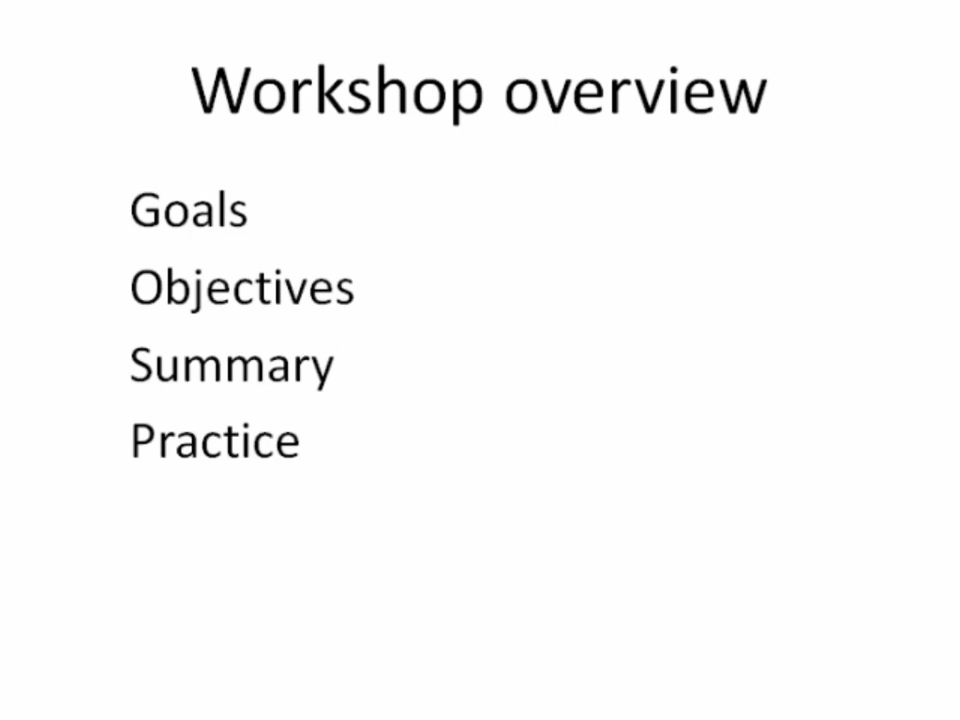 Workshop overview
Goals
Objectives
Summary
Practice